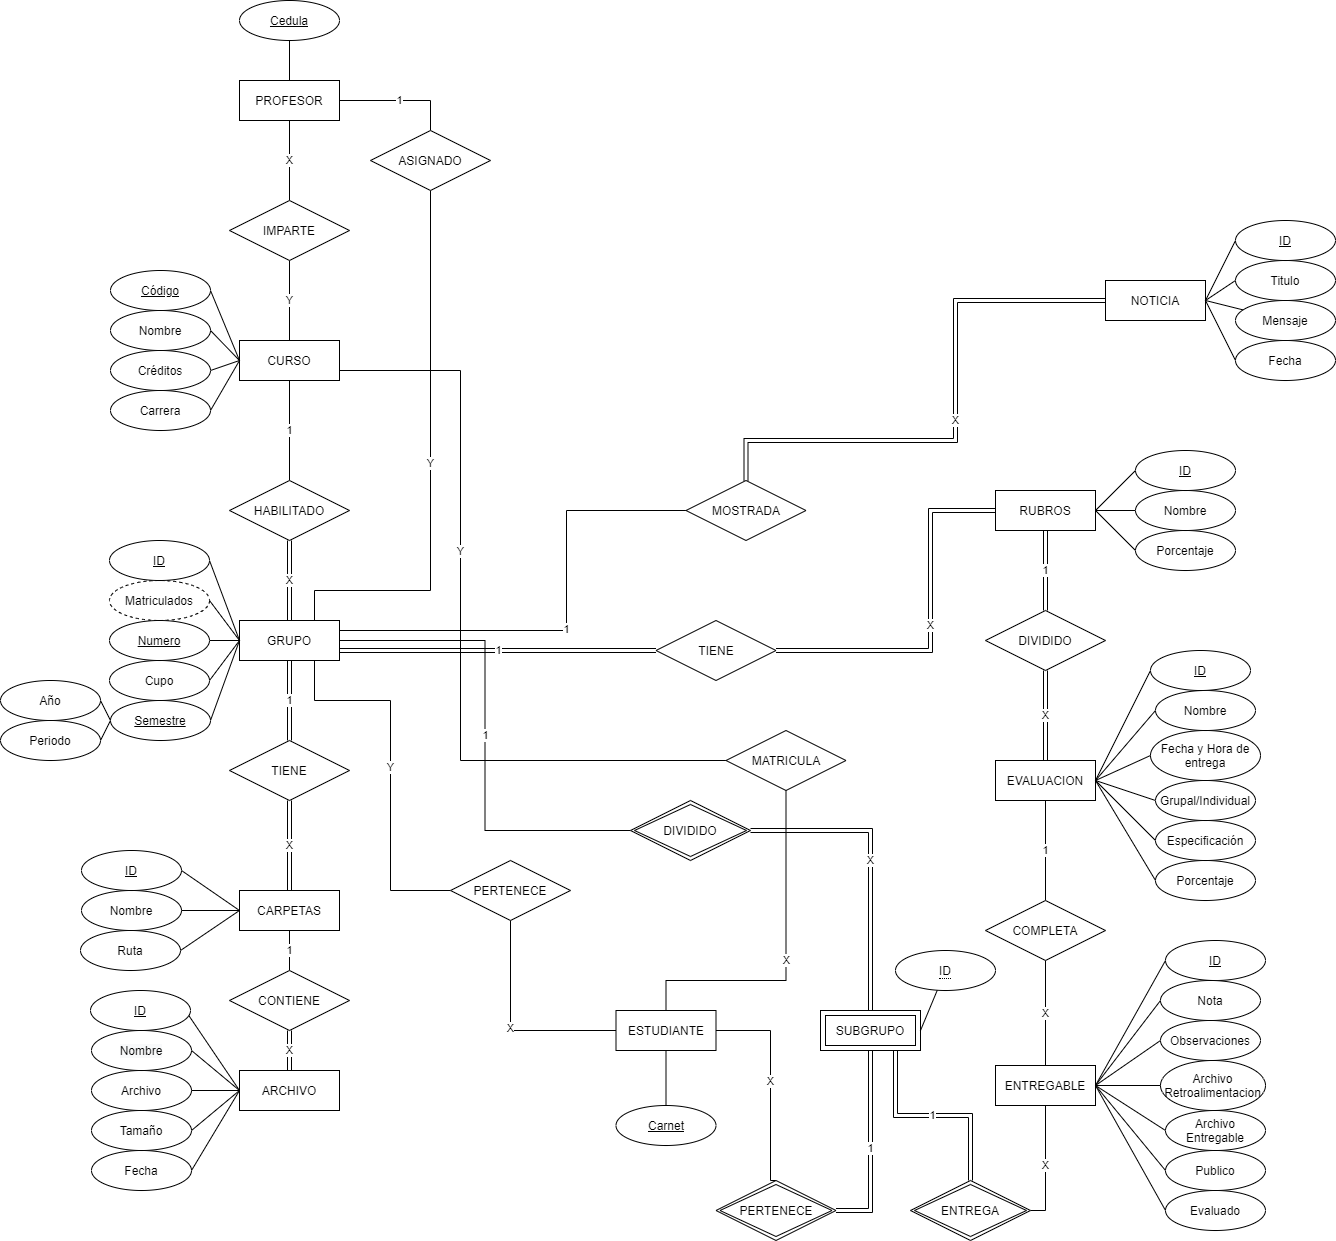 Cedula
PROFESOR
1
X
ASIGNADO
IMPARTE
Y
Código
Nombre
Créditos
Carrera
CURSO
1
Y
HABILITADO
X
Y
ID
Matriculados
Numero
Cupo
Semestre
Año
Periodo
GRUPO
1
1
1
1
Y
TIENE
X
ID
Nombre
Ruta
CARPETAS
1
CONTIENE
X
ID
Nombre
Archivo
Tamaño
Fecha
ARCHIVO
NOTICIA
ID
Titulo
Mensaje
Fecha
X
MOSTRADA
RUBROS
ID
Nombre
Porcentaje
TIENE
X
1
DIVIDIDO
X
EVALUACION
ID
Nombre
Fecha y Hora de
entrega
Grupal/Individual
Especificación
Porcentaje
1
COMPLETA
X
MATRICULA
X
DIVIDIDO
X
PERTENECE
X
ESTUDIANTE
Carnet
X
SUBGRUPO
ID
1
1
PERTENECE
ENTREGA
X
ENTREGABLE
ID
Nota
Observaciones
Archivo
Retroalimentacion
Archivo
Entregable
Publico
Evaluado